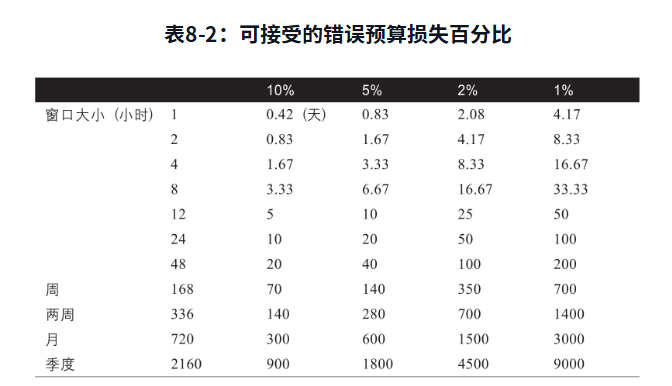 表8-2：可接受的错误预算损失百分比
10% 5% 2% 1%
窗口大小（小时） 1 0.42（天） 0.83 2.08 4.17
2 0.83 1.67 4.17 8.33
4 1.67 3.33 8.33 16.67
8 3.33 6.67 16.67 33.33
12 5 10 25 50
24 10 20 50 100
48 20 40 100 200
周 168 70 140 350 700
两周 336 140 280 700 1400
月 720 300 600 1500 3000
季度 2160 900 1800 4500 9000